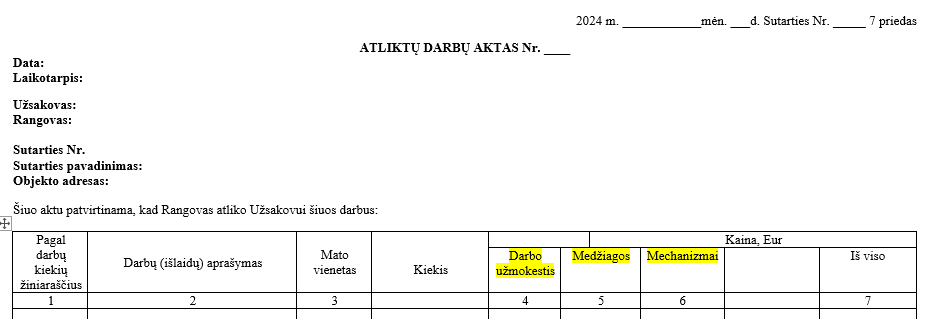 2024 m. _____________mėn. ___d. Sutarties Nr. _____ 7 priedas
ATLIKTŲ DARBŲ AKTAS Nr. ____
Data:
Laikotarpis:
Užsakovas:
Rangovas:
Sutarties Nr.
Sutarties pavadinimas:
Objekto adresas:
Šiuo aktu patvirtinama, kad Rangovas atliko Užsakovui šiuos darbus:
Pagal
darbų
kiekių
žiniaraščius
Darbų (išlaidų) aprašymas
Mato
vienetas
Kiekis
Kaina, Eur
Darbo
užmokestis
Medžiagos
Mechanizmai
Iš viso
1 2 3 4 5 6 7